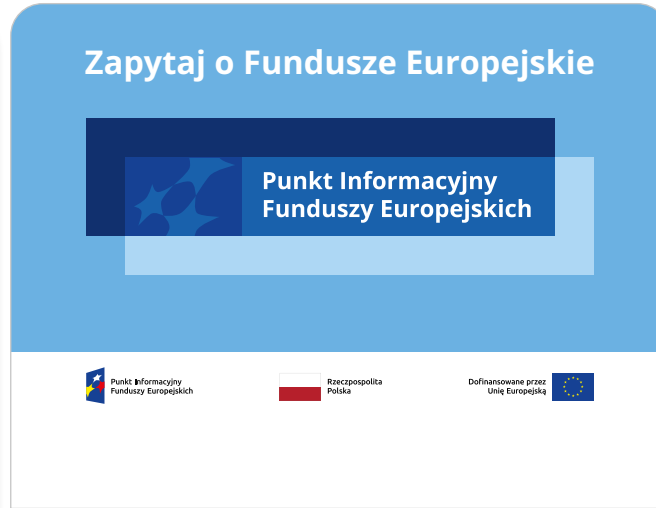 Zapytaj o Fundusze Europejskie
Punkt Informacyjny
Funduszy Europejskich
Punkt Informacyjny
Funduszy Europejskich
Rzeczpospolita
Polska
Dofinansowane przez
Unię Europejską